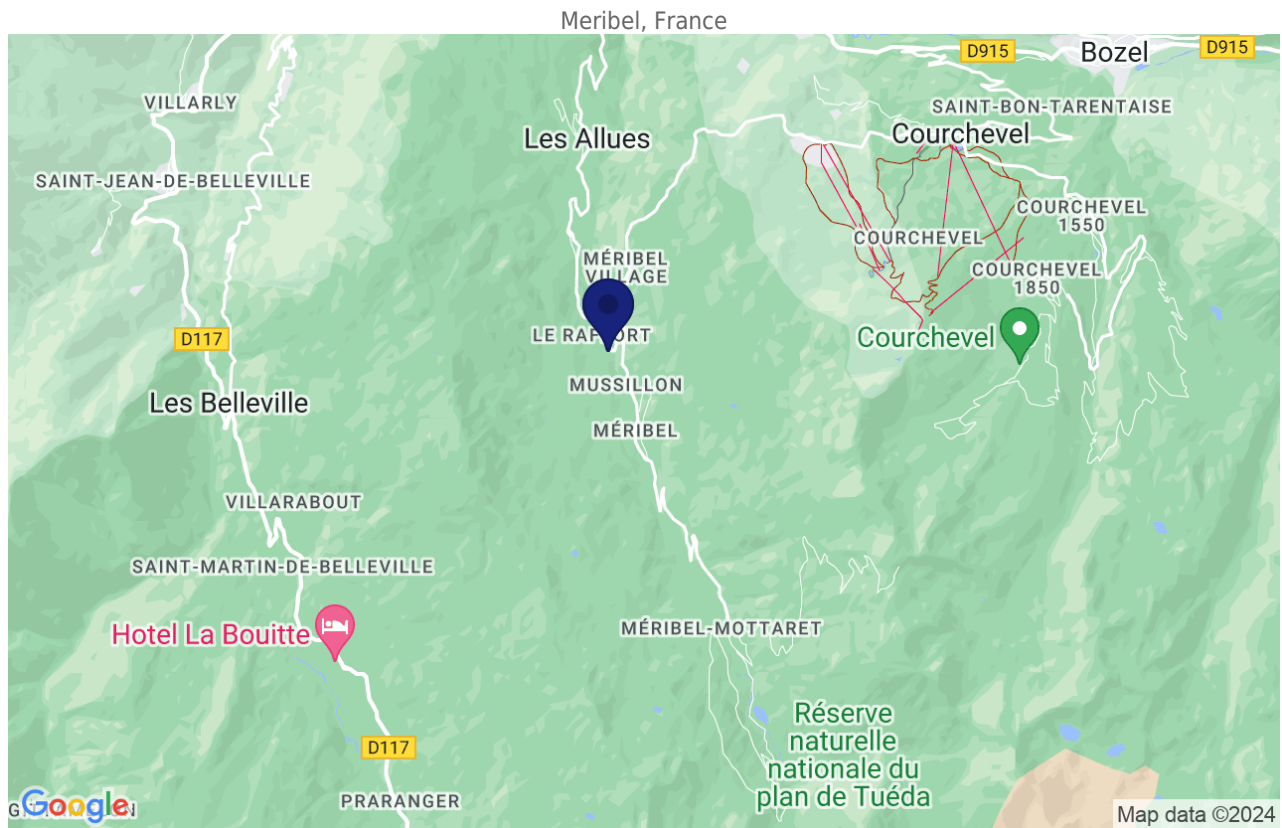 Meribel, France
D915
Bozel
D915
VILLARLY
SAINT-BON-TARENTAISE
Les Allues
Courchevel
SAINT-JEAN-DE-BELLEVILLE
COURCHEVEL
1550
COURCHEVEL
MÉRIBEL
VILLAGE
COURCHEVEL
1850
D117
LE RAFFORT
Courchevel
MUSSILLON
Les Belleville
MÉRIBEL
VILLARABOUT
SAINT-MARTIN-DE-BELLEVILLE
Hotel La Bouitte
MÉRIBEL-MOTTARET
Réserve
naturelle
nationale du
plan de Tuéda
D117
PRARANGER
Google
Map data ©2024